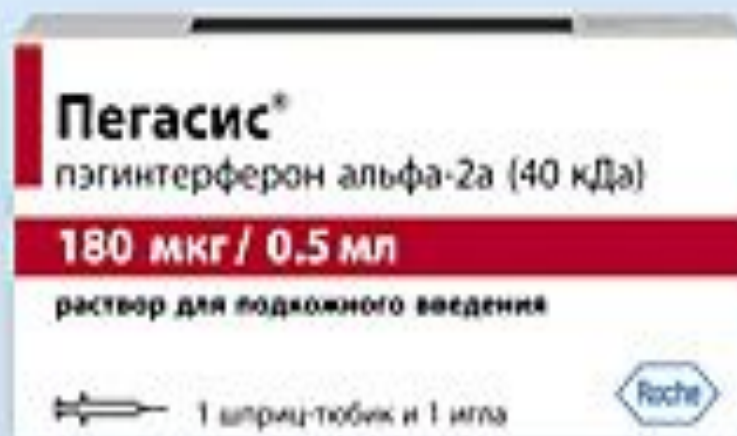 Пегасис®
пэгинтерферон альфа-2а (40 кДа)
180 мкг / 0.5 мл
раствор для подкожного введения
1 шприц-тюбик и 1 игла
Roche